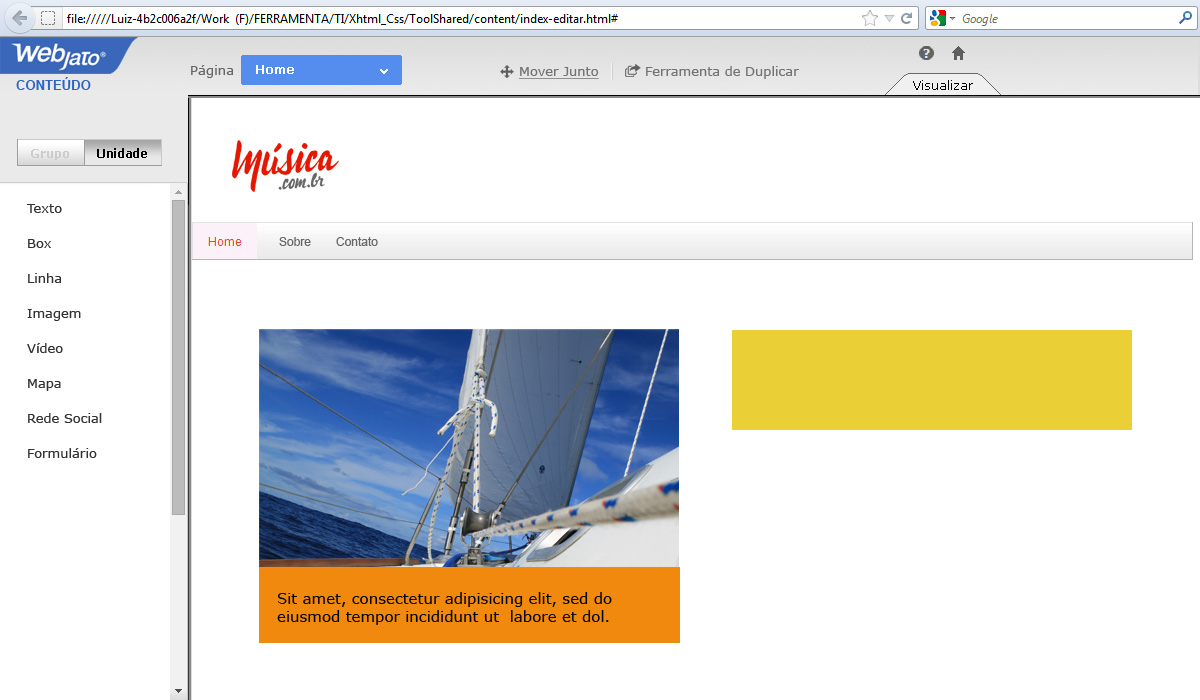 file://///Luiz-4b2c006a2f/Work (F)/FERRAMENTA/TI/Xhtml_Css/ToolShared/content/index-editar.html#
Google
Webjato®
CONTEÚDO
Página
Home
Mover Junto
Ferramenta de Duplicar
?
Visualizar
Grupo
Unidade
Texto
Box
Linha
Imagem
Vídeo
Mapa
Rede Social
Formulário
Música
.com.br
Home
Sobre
Contato
Sit amet, consectetur adipisicing elit, sed do
eiusmod tempor incididunt ut  labore et dol.